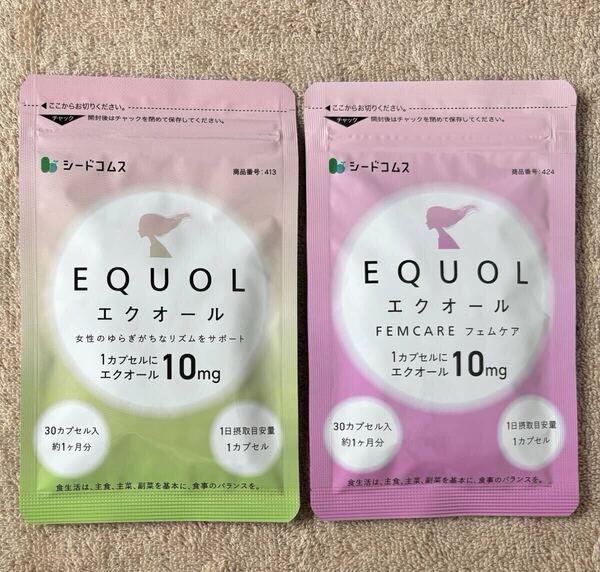 ◀ここからお切りください。
チャック 開封後はチャックを閉めて保存してください。
シードコムス
商品番号:413
EQUOL
エクオール
女性のゆらぎがちなリズムをサポート
1カプセルに
エクオール10mg
30カプセル入
約1ヶ月分
1日摂取目安量
1カプセル
食生活は、主食、主菜、副菜を基本に、食事のバランスを。
◀ここからお切りください。
チャック 開封後はチャックを閉めて保存してください。
シードコムス
商品番号:424
EQUOL
エクオール
FEMCARE フェムケア
1カプセルに
エクオール10mg
30カプセル入
約1ヶ月分
1日摂取目安量
1カプセル
食生活は、主食、主菜、副菜を基本に、食事のバランスを。